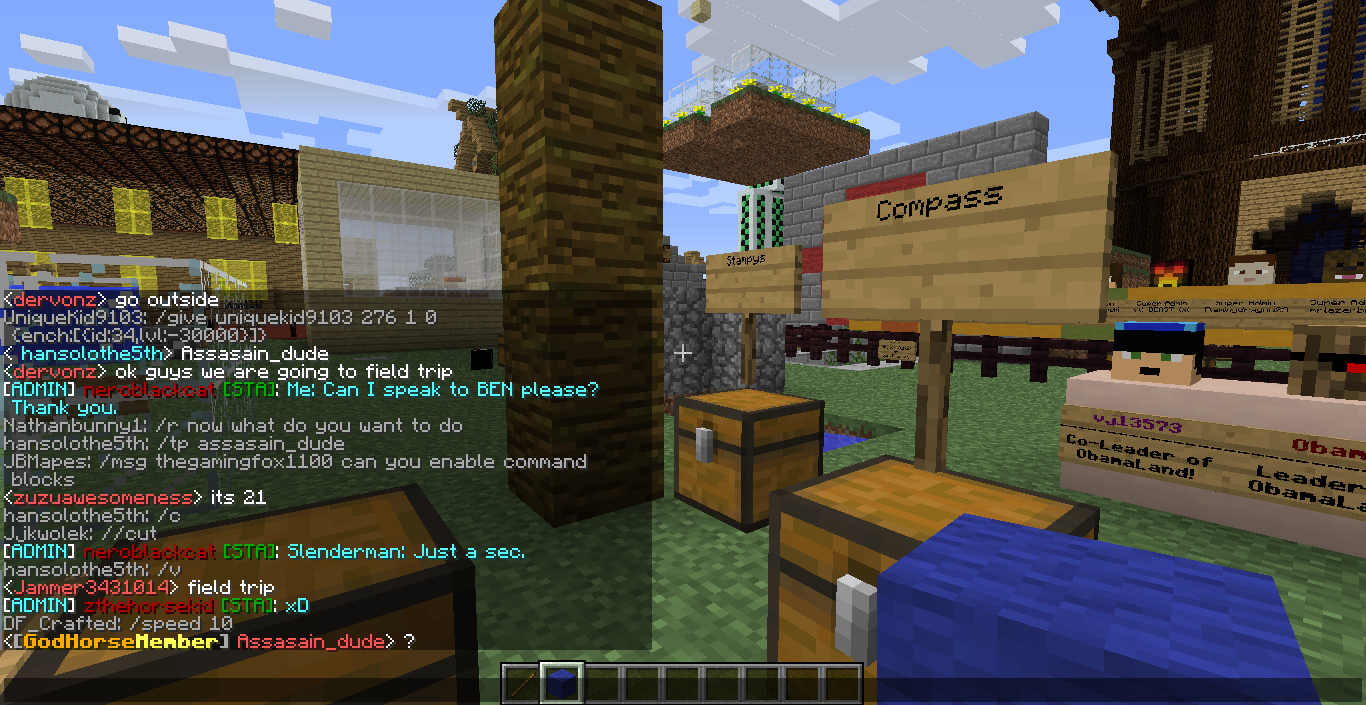 Compass
Stampys
<dervonz> go outside
UniqueKid9103: /give uniquekid9103 276 1 0
{ench:[{id:34,lvl:-30000}]}
< hansolothe5th> Assasain_dude
<dervonz> ok guys we are going to field trip
[ADMIN] neroblackcat [STA]: Me: Can I speak to BEN please?
Thank you.
Nathanbunny1: /r now what do you want to do
hansolothe5th: /tp assasain_dude
JBMapes: /msg thegamingfox1100 can you enable command
blocks
<zuzuawesomeness> its 21
hansolothe5th: /c
Jjkwolek: //cut
[ADMIN] neroblackcat [STA]: Slenderman: Just a sec.
hansolothe5th: /v
<Jammer3431014> field trip
[ADMIN] zthehorsekid [STA]: xD
DF_Crafted: /speed 10
<[GodHorseMember] Assasain_dude> ?
Super Admin
Super Admin
Super Ad
vj13573
Co-Leader of
ObamaLand!
Obam
Leader
ObamaL